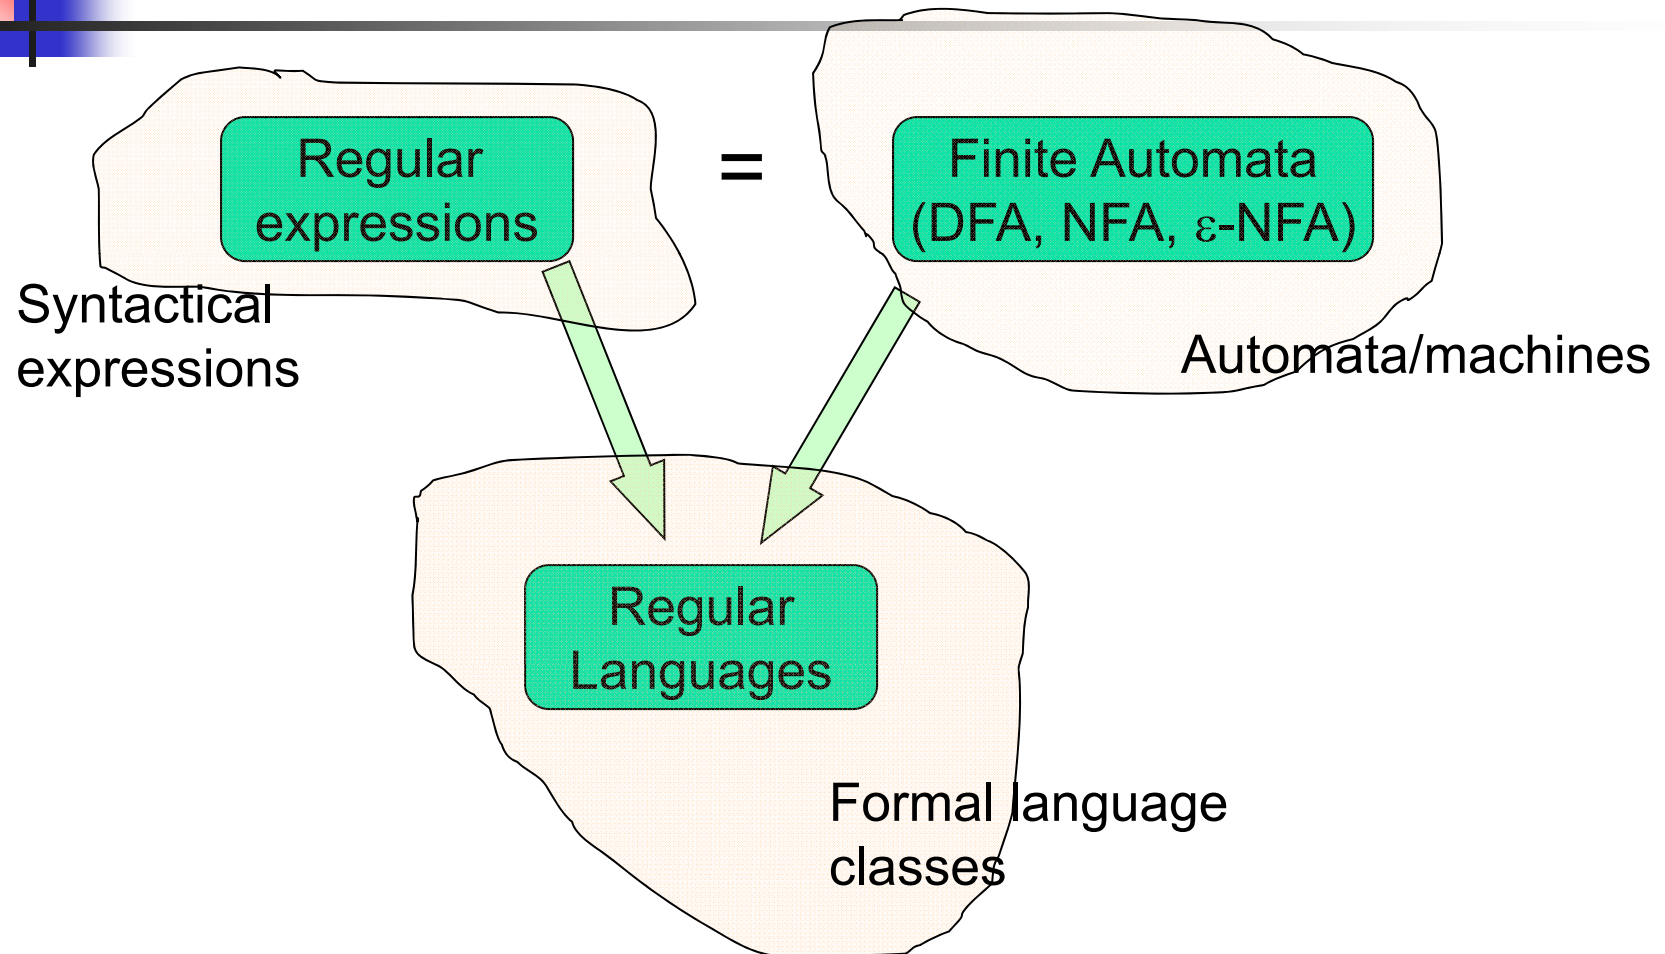 Regular
expressions
=
Finite Automata
(DFA, NFA, ε-NFA)
Syntactical
expressions
Automata/machines
Regular
Languages
Formal language
classes